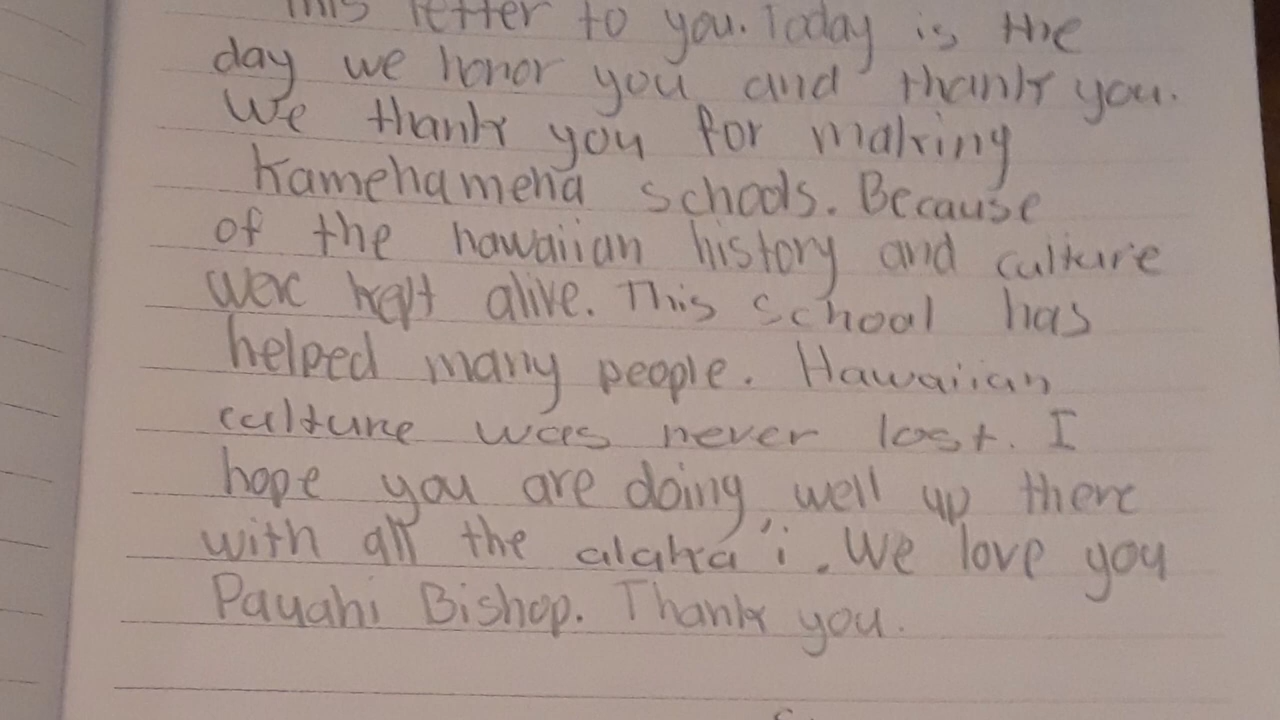 This letter to you. Today is the
day we honor you and thank you.
We thank you for making
Kamehameha schools. Because
of the hawaiian history and culture
were kept alive. This school has
helped many people. Hawaiian
culture was never lost. I
hope you are doing well up there
with all the alaka'i. We love you
Pauahi Bishop. Thank you.